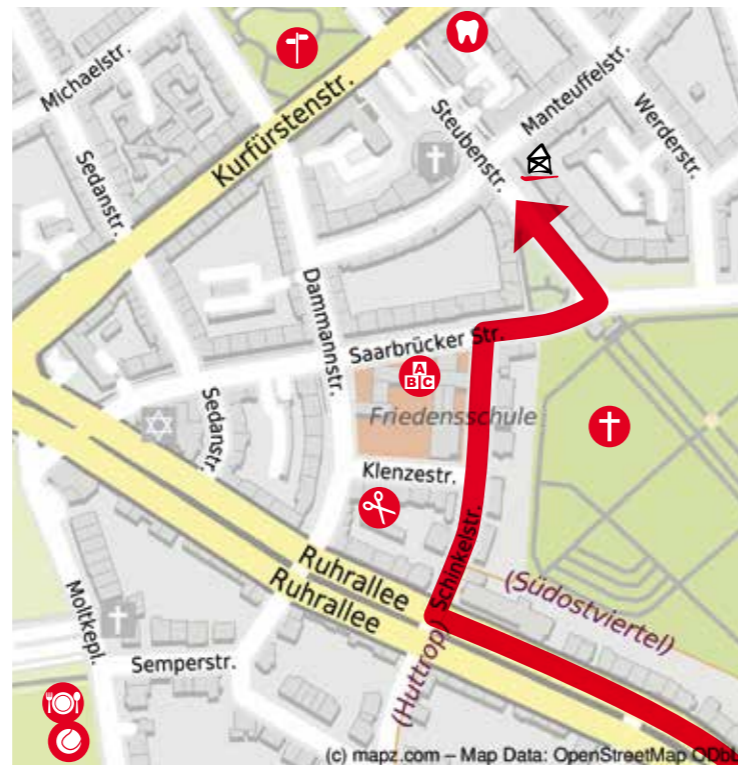 Michaelstr.
Kurfürstenstr.
Steubenstr.
Manteuffelstr.
Werderstr.
Sedanstr.
Dammannstr.
Saarbrücker Str.
A
B C
Friedensschule
Sedanstr.
Klenzestr.
Schinkelstr.
Ruhrallee
Ruhrallee
(Südostviertel)
(Huttrop)
Moltkepl.
Semperstr.
(c) mapz.com – Map Data: OpenStreetMap ODbL